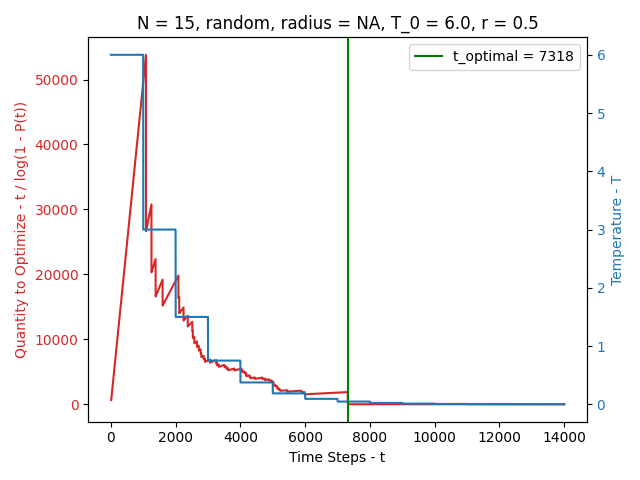 N = 15, random, radius = NA, T_0 = 6.0, r = 0.5
t_optimal = 7318
Quantity to Optimize - t / log(1 - P(t))
50000
40000
30000
20000
10000
0
6
5
4
3
2
1
0
Temperature - T
0 2000 4000 6000 8000 10000 12000 14000
Time Steps - t